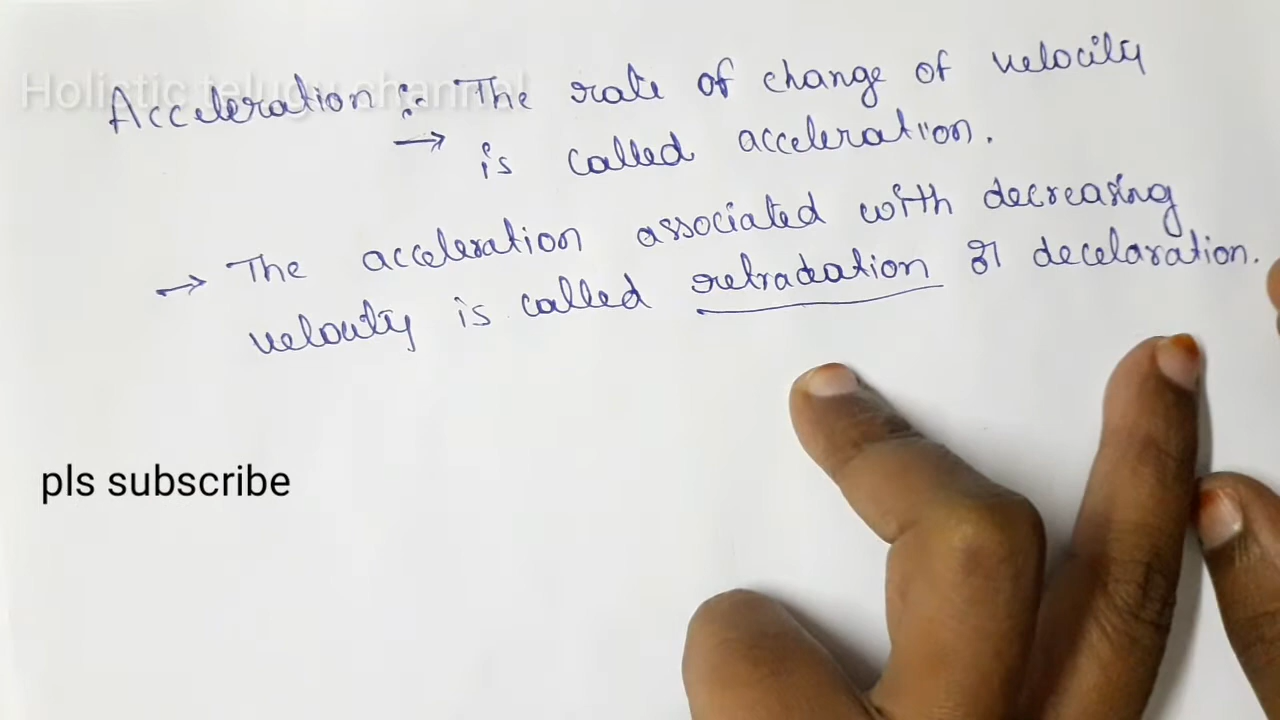 Holistic telugu channel
Acceleration :- The rate of change of velocity
→ is called acceleration.
→ The acceleration associated with decreasing
velocity is called retradation or decelaration.
pls subscribe